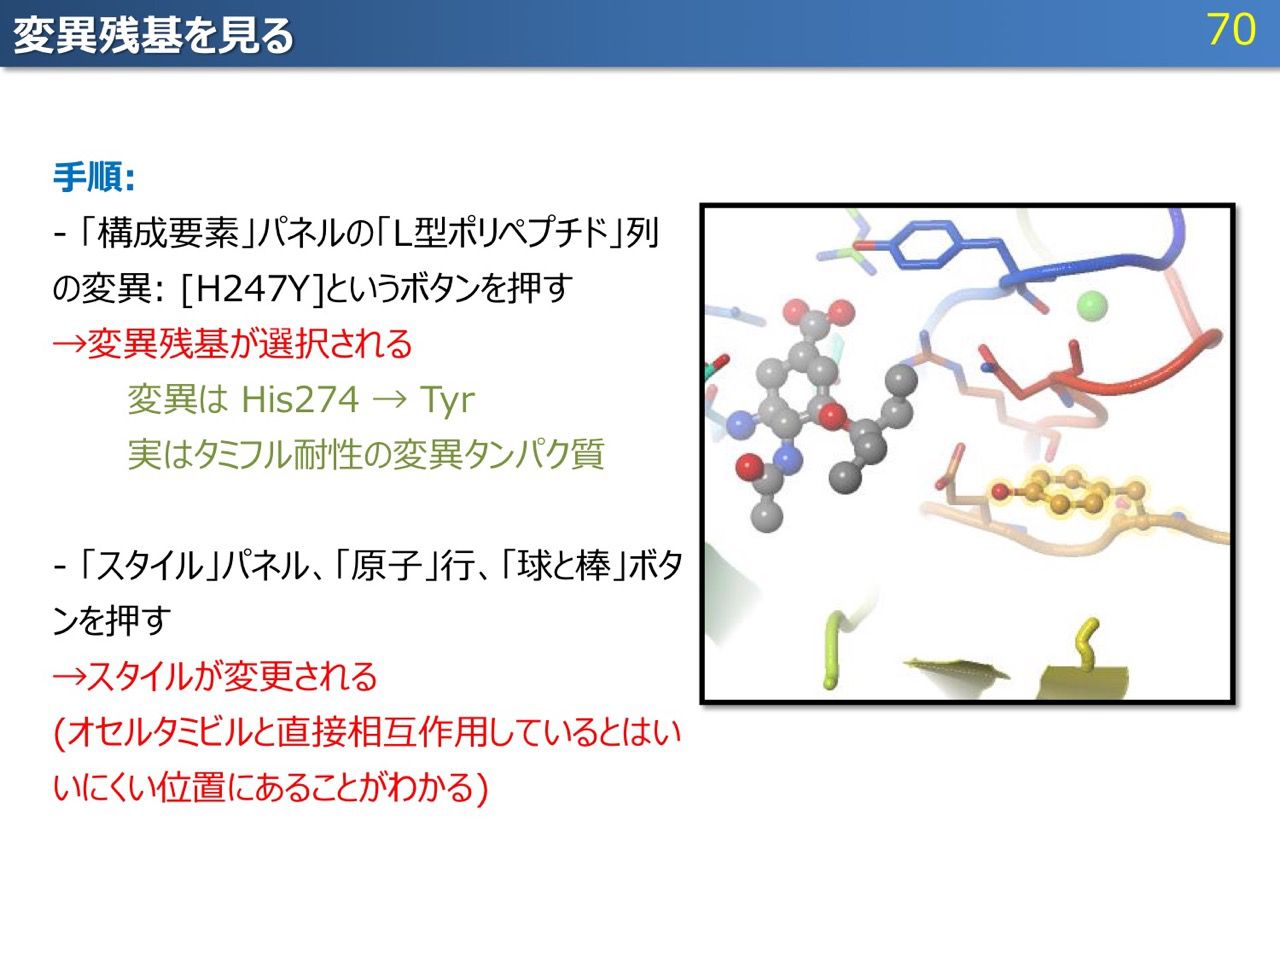 変異残基を見る
70
手順:
- 「構成要素」パネルの「L型ポリペプチド」列
の変異: [H247Y]というボタンを押す
→変異残基が選択される
変異は His274 → Tyr
実はタミフル耐性の変異タンパク質
- 「スタイル」パネル、「原子」行、「球と棒」ボタ
ンを押す
→スタイルが変更される
(オセルタミビルと直接相互作用しているとはい
いにくい位置にあることがわかる)